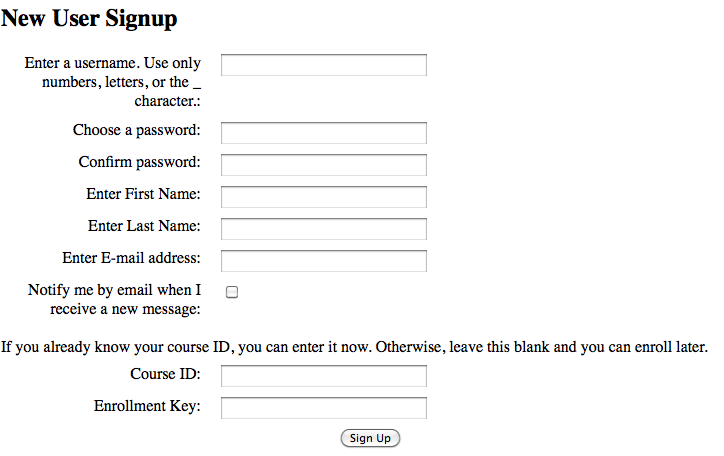 New User Signup
Enter a username. Use only
numbers, letters, or the _
character.:
Choose a password:
Confirm password:
Enter First Name:
Enter Last Name:
Enter E-mail address:
Notify me by email when I
receive a new message:
If you already know your course ID, you can enter it now. Otherwise, leave this blank and you can enroll later.
Course ID:
Enrollment Key:
Sign Up